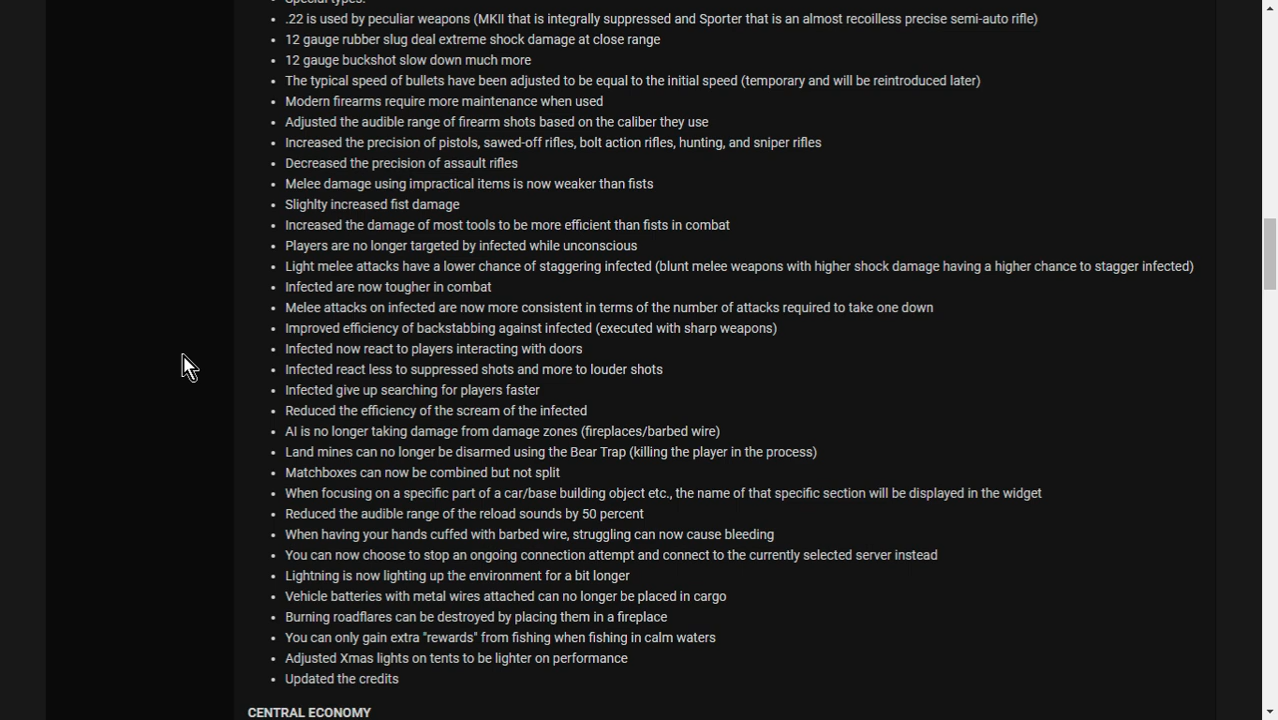 Special types:
.22 is used by peculiar weapons (MKII that is integrally suppressed and Sporter that is an almost recoilless precise semi-auto rifle)
12 gauge rubber slug deal extreme shock damage at close range
12 gauge buckshot slow down much more
The typical speed of bullets have been adjusted to be equal to the initial speed (temporary and will be reintroduced later)
Modern firearms require more maintenance when used
Adjusted the audible range of firearm shots based on the caliber they use
Increased the precision of pistols, sawed-off rifles, bolt action rifles, hunting, and sniper rifles
Decreased the precision of assault rifles
Melee damage using impractical items is now weaker than fists
Slighlty increased fist damage
Increased the damage of most tools to be more efficient than fists in combat
Players are no longer targeted by infected while unconscious
Light melee attacks have a lower chance of staggering infected (blunt melee weapons with higher shock damage having a higher chance to stagger infected)
Infected are now tougher in combat
Melee attacks on infected are now more consistent in terms of the number of attacks required to take one down
Improved efficiency of backstabbing against infected (executed with sharp weapons)
Infected now react to players interacting with doors
Infected react less to suppressed shots and more to louder shots
Infected give up searching for players faster
Reduced the efficiency of the scream of the infected
AI is no longer taking damage from damage zones (fireplaces/barbed wire)
Land mines can no longer be disarmed using the Bear Trap (killing the player in the process)
Matchboxes can now be combined but not split
When focusing on a specific part of a car/base building object etc., the name of that specific section will be displayed in the widget
Reduced the audible range of the reload sounds by 50 percent
When having your hands cuffed with barbed wire, struggling can now cause bleeding
You can now choose to stop an ongoing connection attempt and connect to the currently selected server instead
Lightning is now lighting up the environment for a bit longer
Vehicle batteries with metal wires attached can no longer be placed in cargo
Burning roadflares can be destroyed by placing them in a fireplace
You can only gain extra "rewards" from fishing when fishing in calm waters
Adjusted Xmas lights on tents to be lighter on performance
Updated the credits
CENTRAL ECONOMY